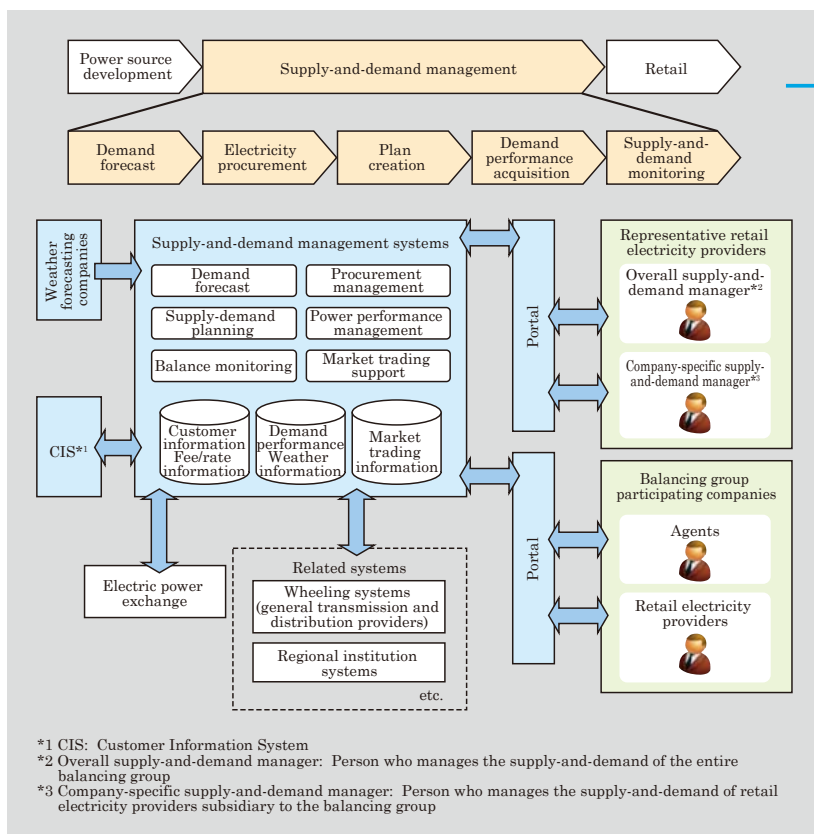 Power source
development
Supply-and-demand management
Retail
Demand
forecast
Electricity
procurement
Plan
creation
Demand
performance
acquisition
Supply-and-
demand
monitoring
Weather
forecasting
companies
Supply-and-demand management systems
Demand
forecast
Procurement
management
Supply-demand
planning
Power performance
management
Balance monitoring
Market trading
support
Customer
information
Fee/rate
information
Demand
performance
Weather
information
Market
trading
information
CIS*1
Portal
Representative retail
electricity providers
Overall supply-and-
demand manager*2
Company-specific supply-
and-demand manager*3
Portal
Balancing group
participating companies
Agents
Retail electricity
providers
Electric power
exchange
Related systems
Wheeling systems
(general transmission and
distribution providers)
Regional institution
systems
etc.
*1 CIS: Customer Information System
*2 Overall supply-and-demand manager: Person who manages the supply-and-demand of the entire
balancing group
*3 Company-specific supply-and-demand manager: Person who manages the supply-and-demand of retail
electricity providers subsidiary to the balancing group